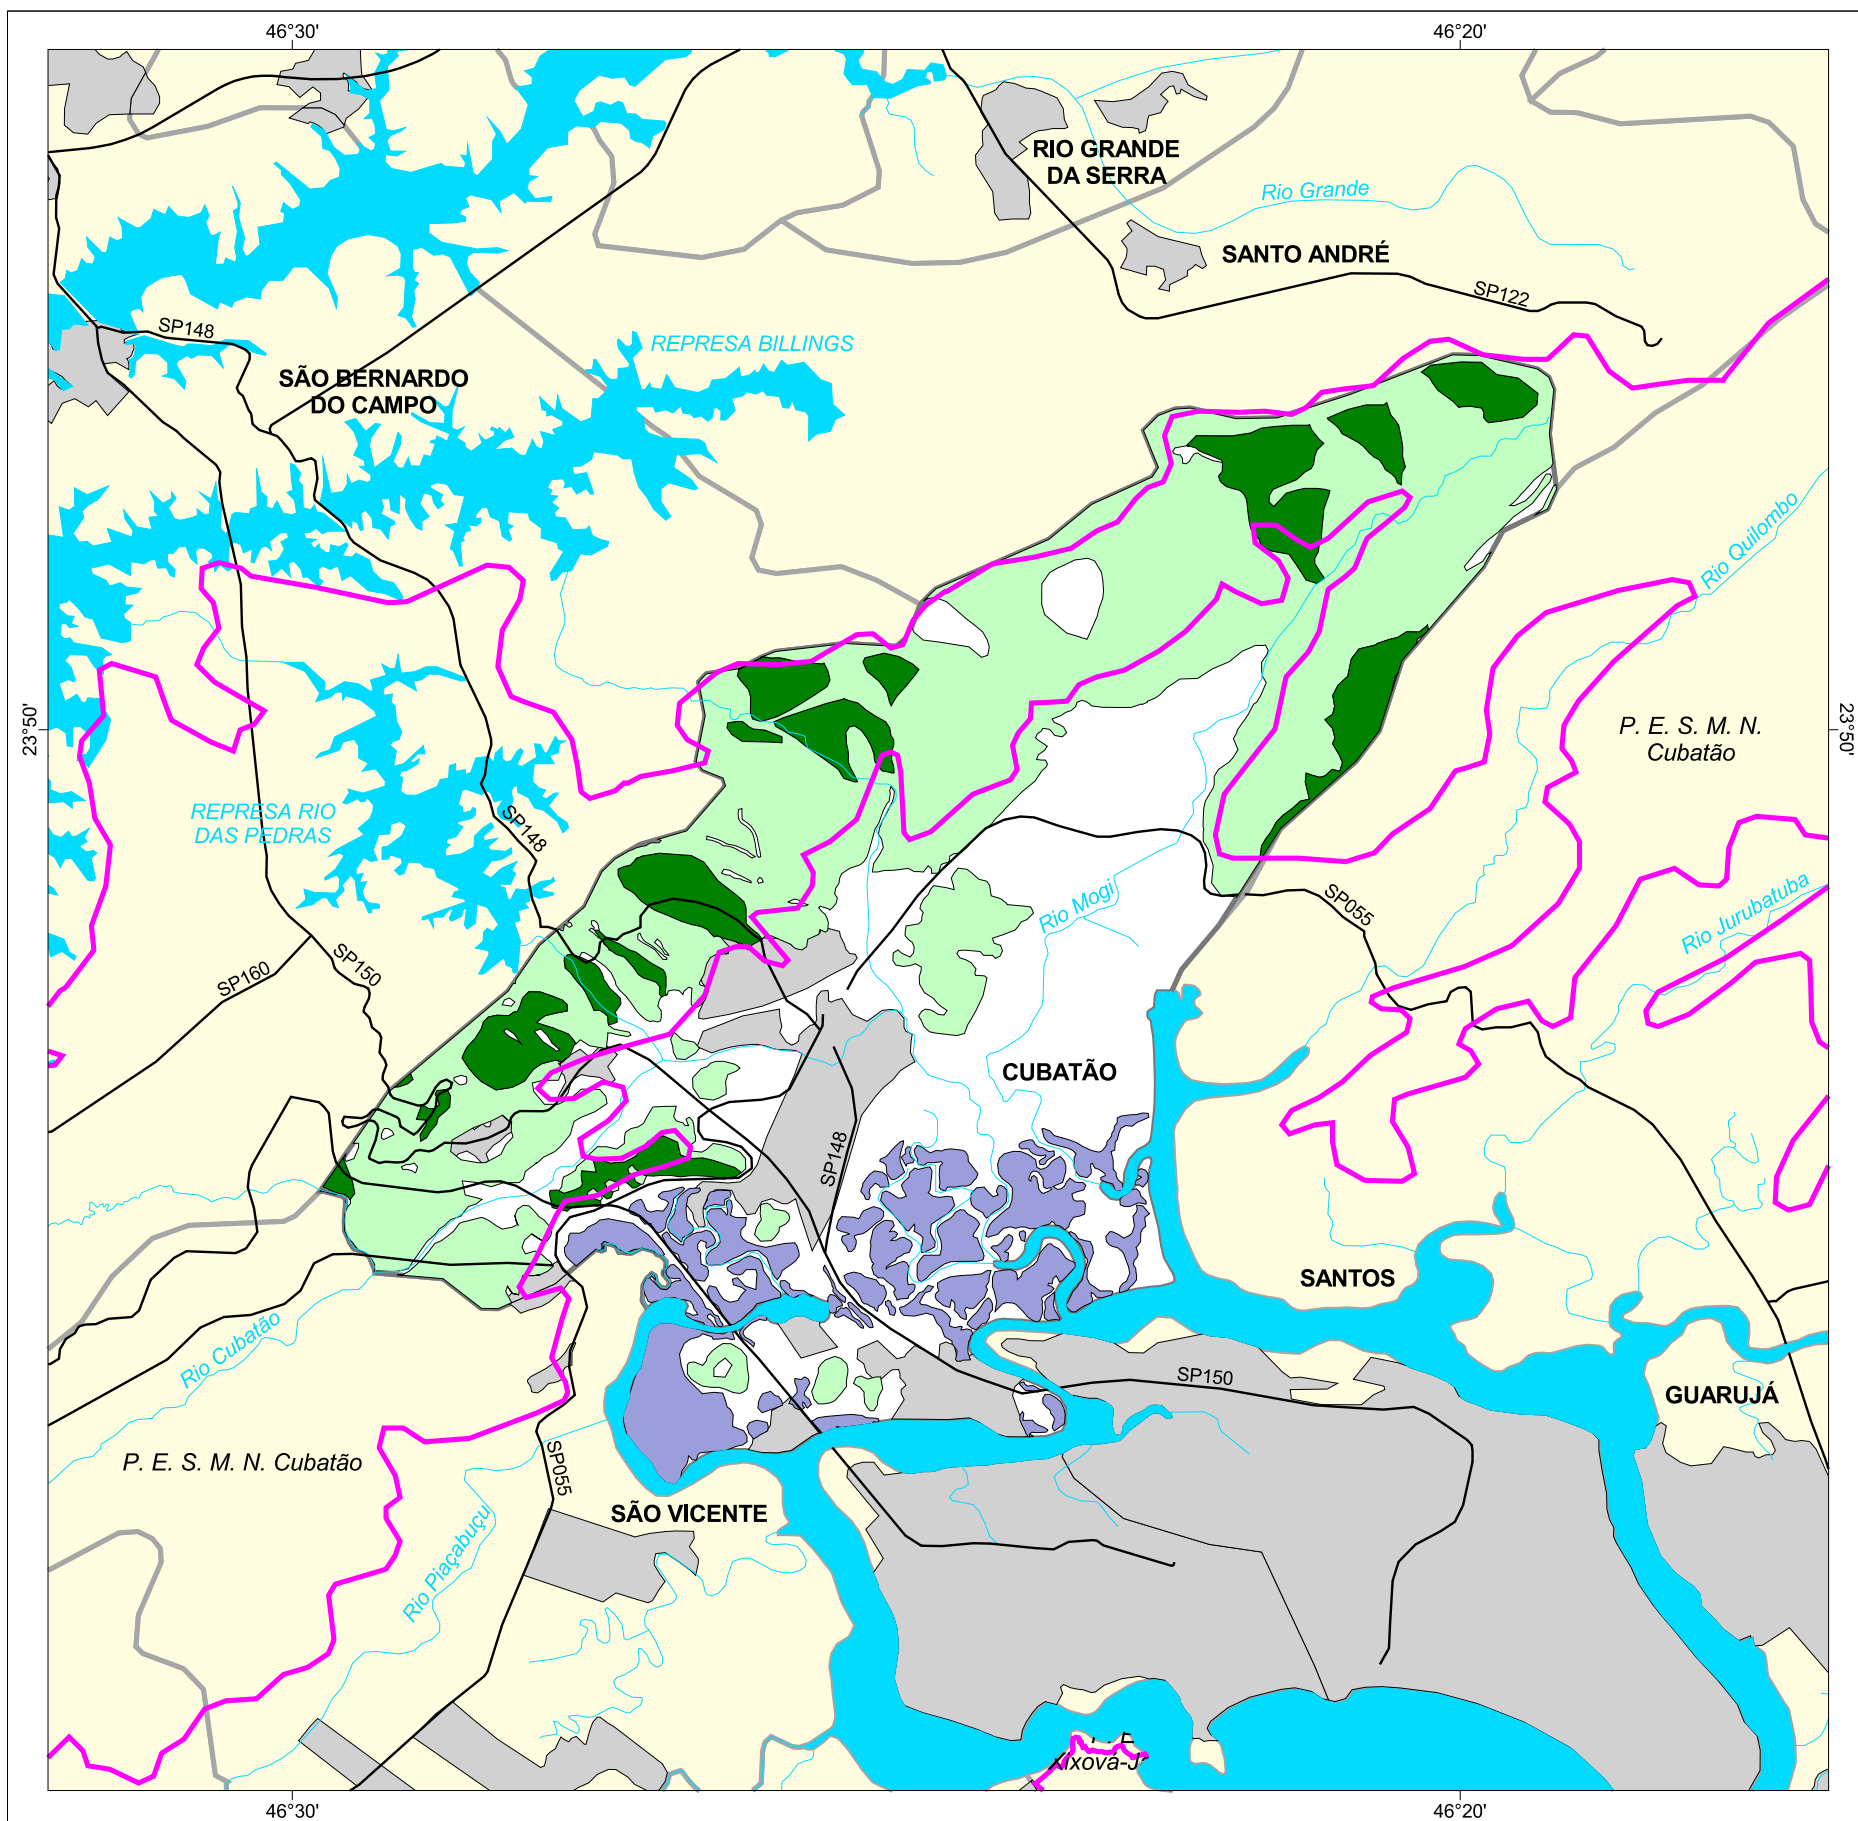 46°30'
46°20'
RIO GRANDE
DA SERRA
Rio Grande
SANTO ANDRÉ
SP122
SP148
REPRESA BILLINGS
SÃO BERNARDO
DO CAMPO
Rio Quilombo
23°50'
P. E. S. M. N.
Cubatão
23°50'
REPRESA RIO
DAS PEDRAS
SP148
Rio Mogi
SP055
Rio Jurubatuba
SP160
SP150
CUBATÃO
SP148
SANTOS
Rio Cubatão
SP150
GUARUJÁ
P. E. S. M. N. Cubatão
SP055
SÃO VICENTE
Rio Piaçabuçu
Xixová-J
46°30'
46°20'